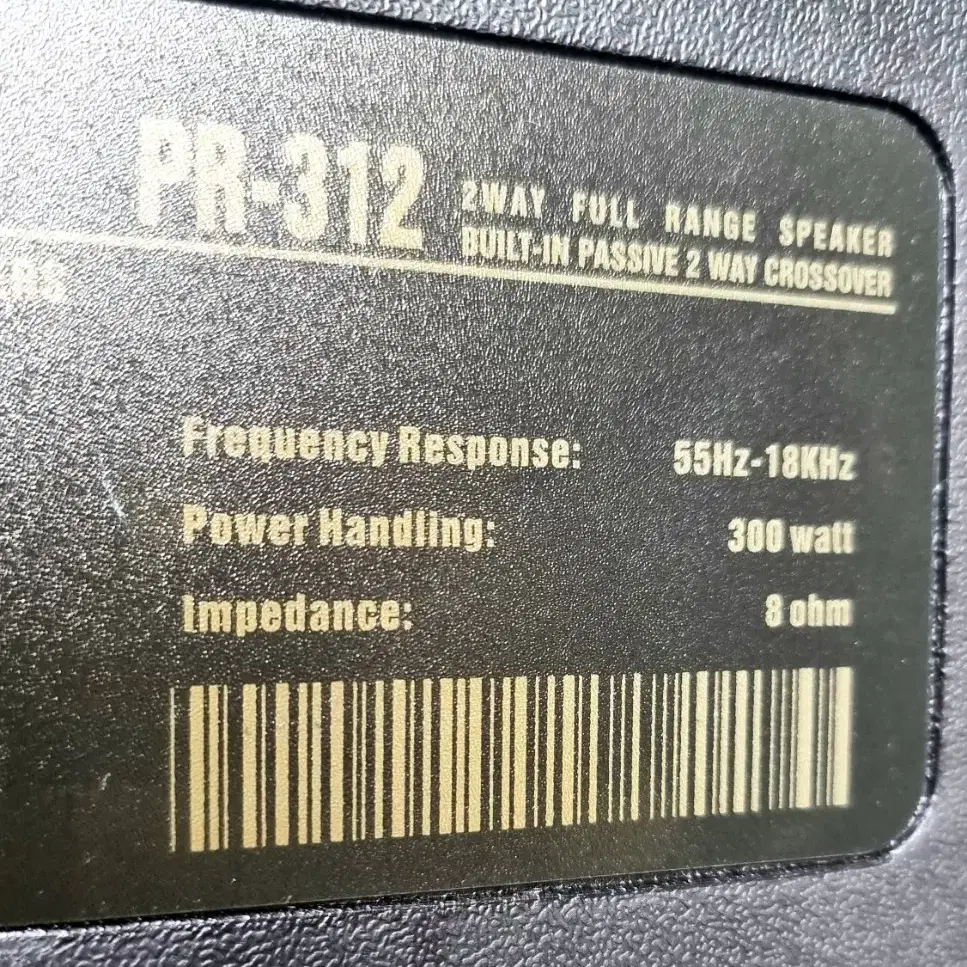 PR-312
2WAY FULL RANGE SPEAKER
BUILT-IN PASSIVE 2 WAY CROSSOVER
Frequency Response: 55Hz-18KHz
Power Handling: 300 watt
Impedance: 8 ohm